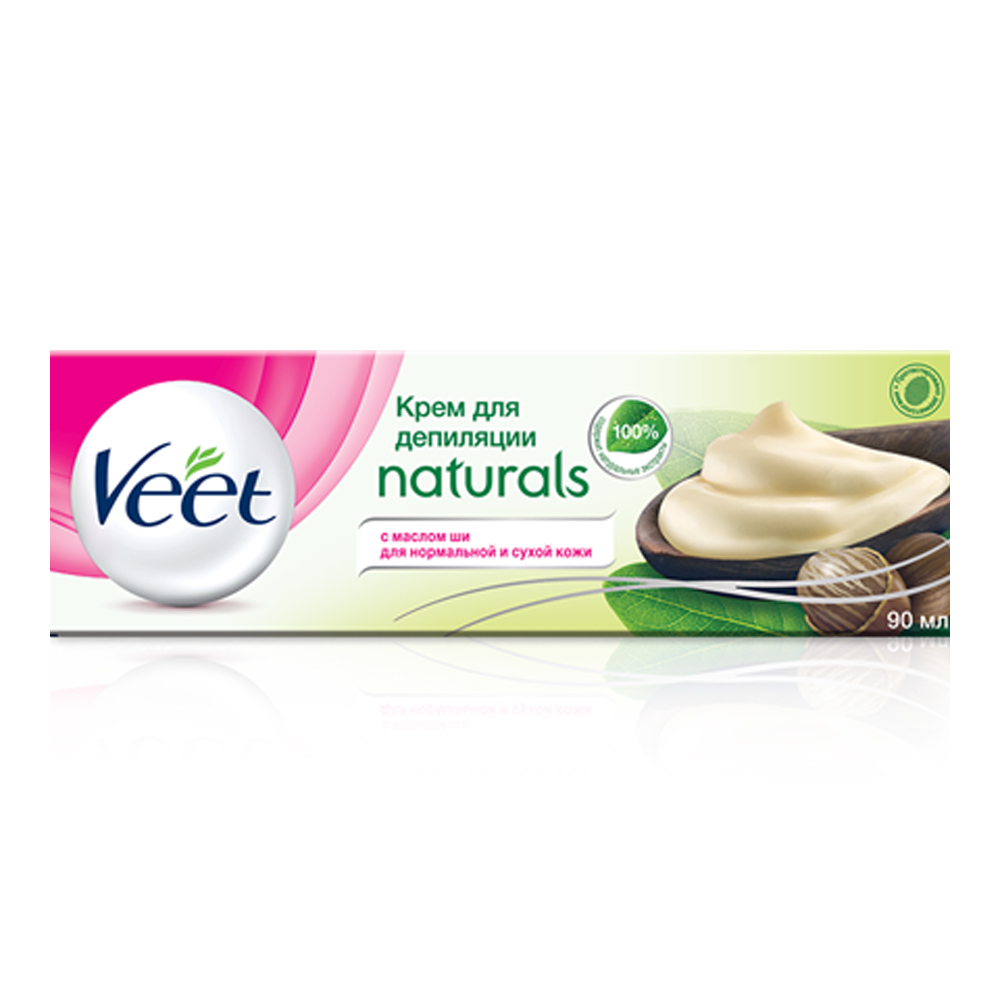 Veet
Крем для
депиляции
naturals
100%
с маслом ши
для нормальной и сухой кожи
90 мл